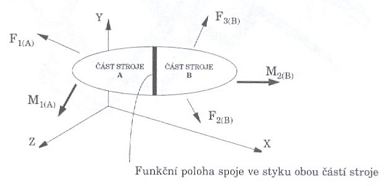 Y
F3(B)
F1(A)
ČÁST STROJE
A
ČÁST STROJE
B
M2(B)
M1(A)
F2(B)
Z
X
Funkční poloha spoje ve styku obou částí stroje